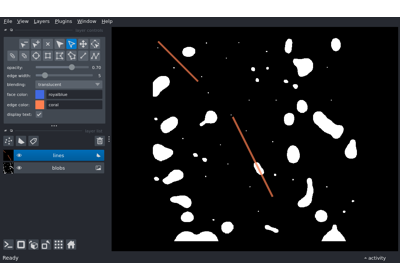 File View Layers Plugins Window Help
opacity: 0.70
edge width:
blending: translucent
face color: royalblue
edge color: coral
display text:
lines
blobs
Ready
activity